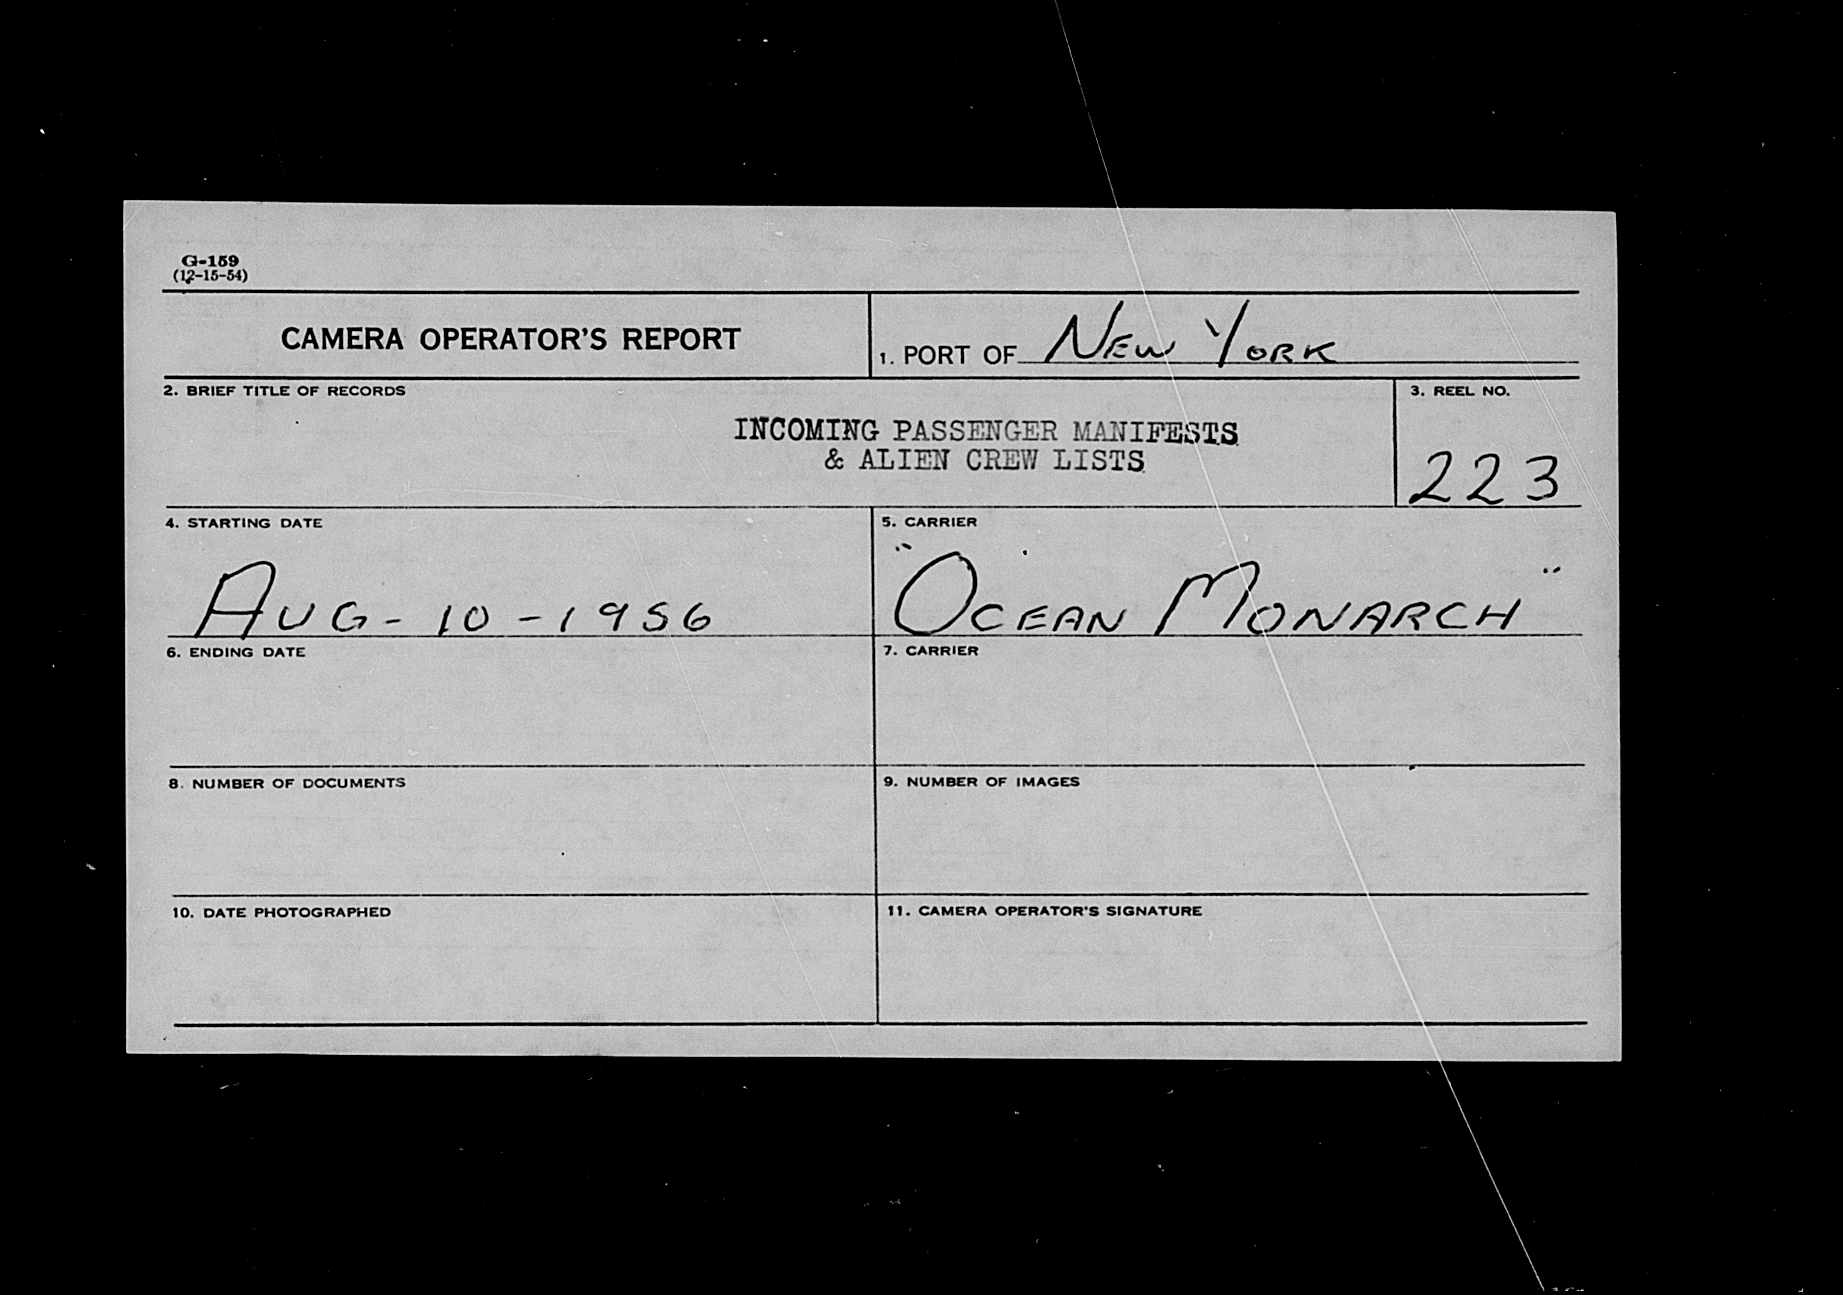 G-159
(12-15-54)
CAMERA OPERATOR'S REPORT
1. PORT OF NEW YORK
2. BRIEF TITLE OF RECORDS
INCOMING PASSENGER MANIFESTS
& ALIEN CREW LISTS
3. REEL NO.
223
4. STARTING DATE
AUG-10-1956
5. CARRIER
"OCEAN MONARCH"
6. ENDING DATE
7. CARRIER
8. NUMBER OF DOCUMENTS
9. NUMBER OF IMAGES
10. DATE PHOTOGRAPHED
11. CAMERA OPERATOR'S SIGNATURE